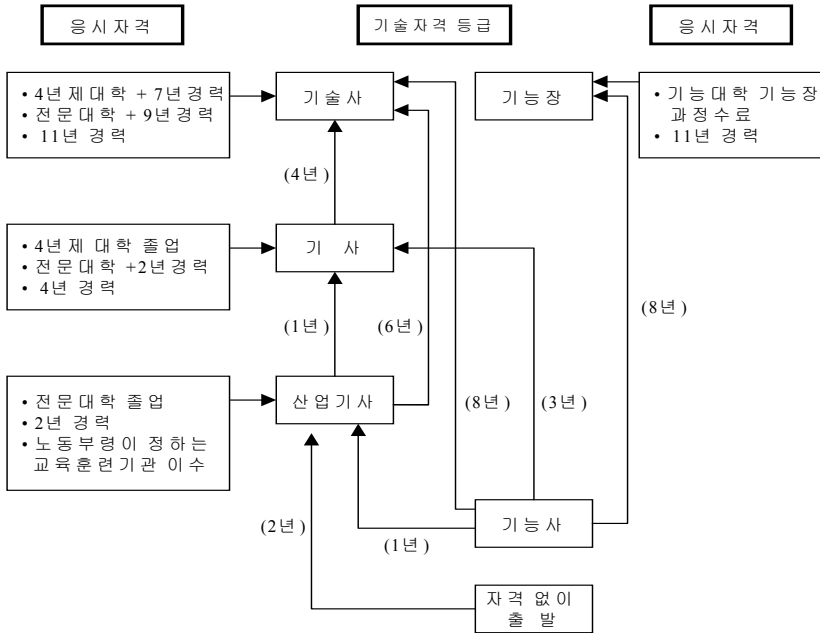 응시자격
기술자격 등급
응시자격
• 4년제대학 + 7년경력
• 전문대학 + 9년경력
• 11년 경력
기술사
기능장
• 기능대학 기능장
과정수료
• 11년 경력
(4년)
• 4년제 대학 졸업
• 전문대학 +2년경력
• 4년 경력
기 사
(1년)
(6년)
(8년)
• 전문대학 졸업
• 2년 경력
• 노동부령이 정하는
교육훈련기관 이수
산업기사
(8년)
(3년)
(2년)
(1년)
기능사
자격 없이
출 발